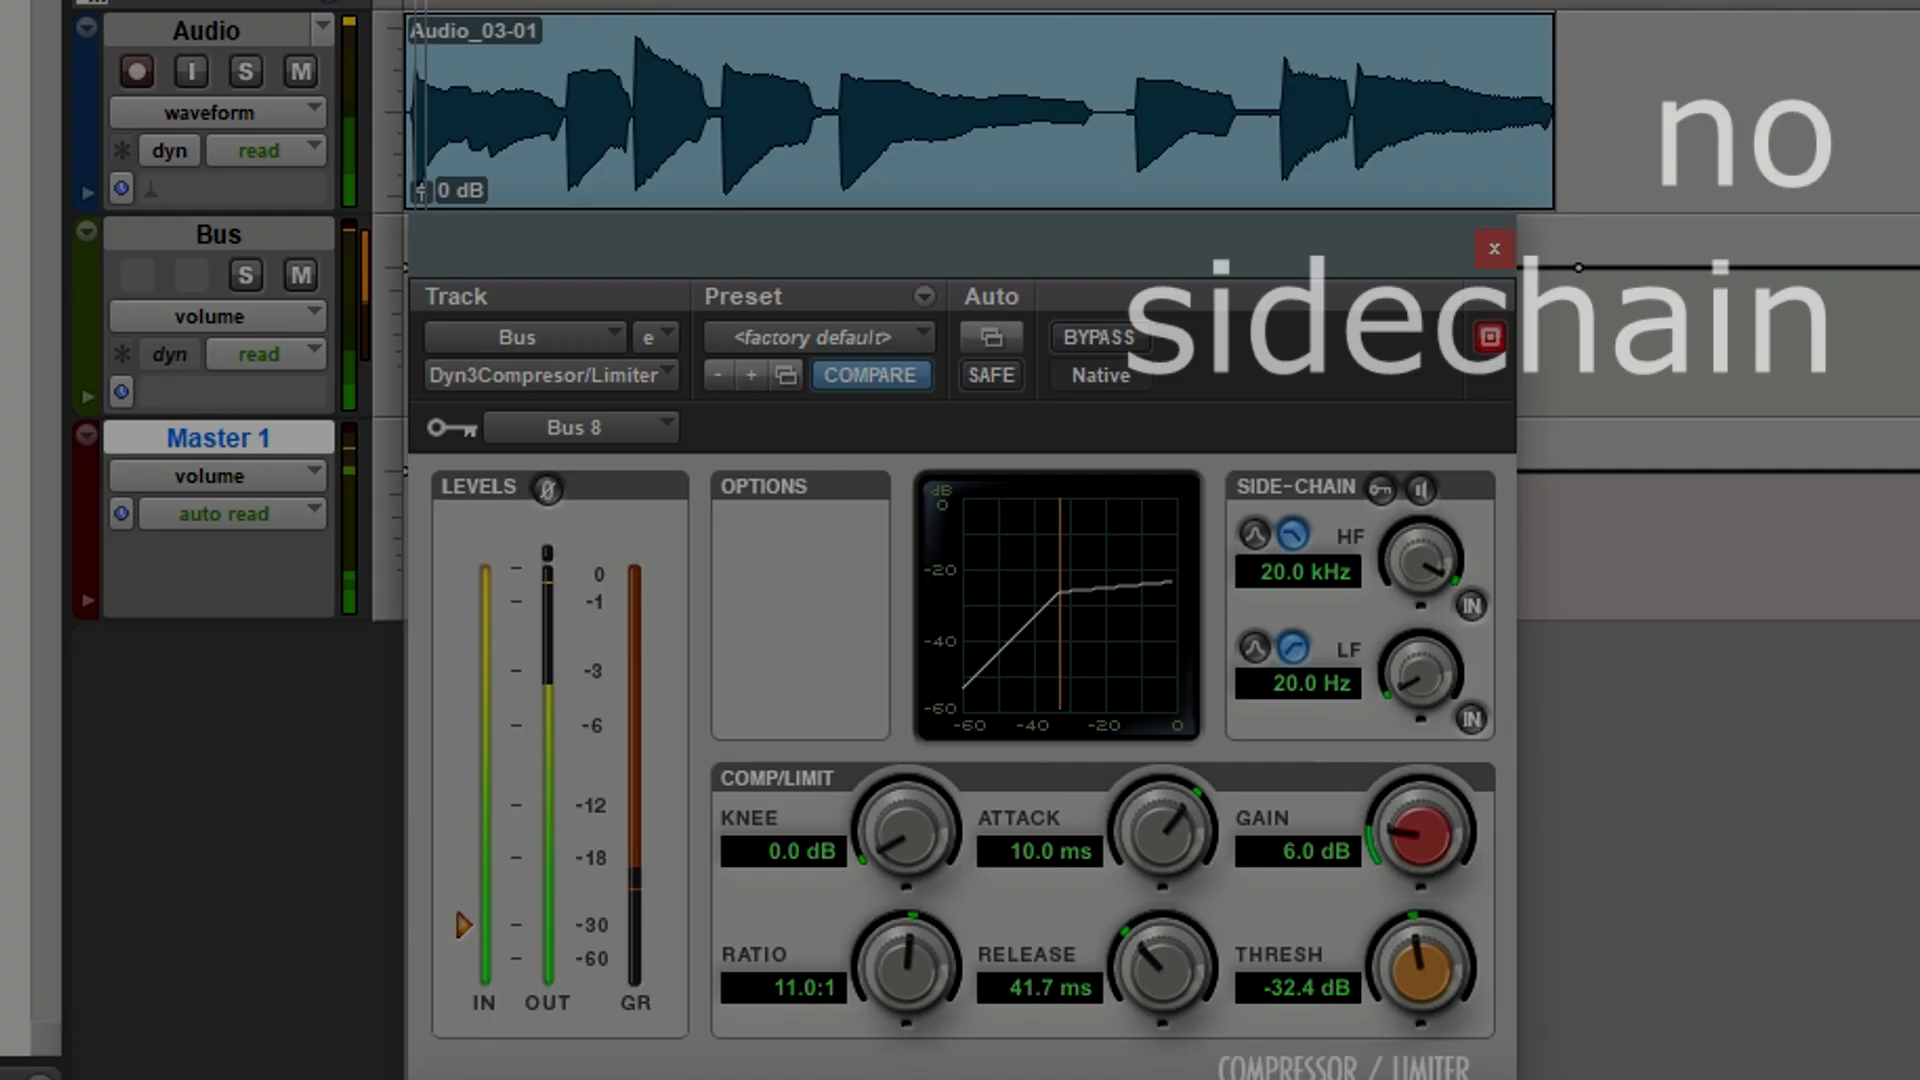 Audio
I S M
waveform
dyn read
Audio_03-01
0 dB
no
sidechain
Bus
S M
volume
dyn read
Master 1
volume
auto read
x
Track Preset Auto
Bus e <factory default> BYPASS
Dyn3Compresor/Limiter - + COMPARE SAFE Native
Bus 8
LEVELS
0
-1
-3
-6
-12
-18
-30
-60
IN OUT GR
OPTIONS
dB
0
-20
-40
-60
-60 -40 -20 0
SIDE-CHAIN
HF
20.0 kHz
IN
LF
20.0 Hz
IN
COMP/LIMIT
KNEE ATTACK GAIN
0.0 dB 10.0 ms 6.0 dB
RATIO RELEASE THRESH
11.0:1 41.7 ms -32.4 dB
COMPRESSOR / LIMITER